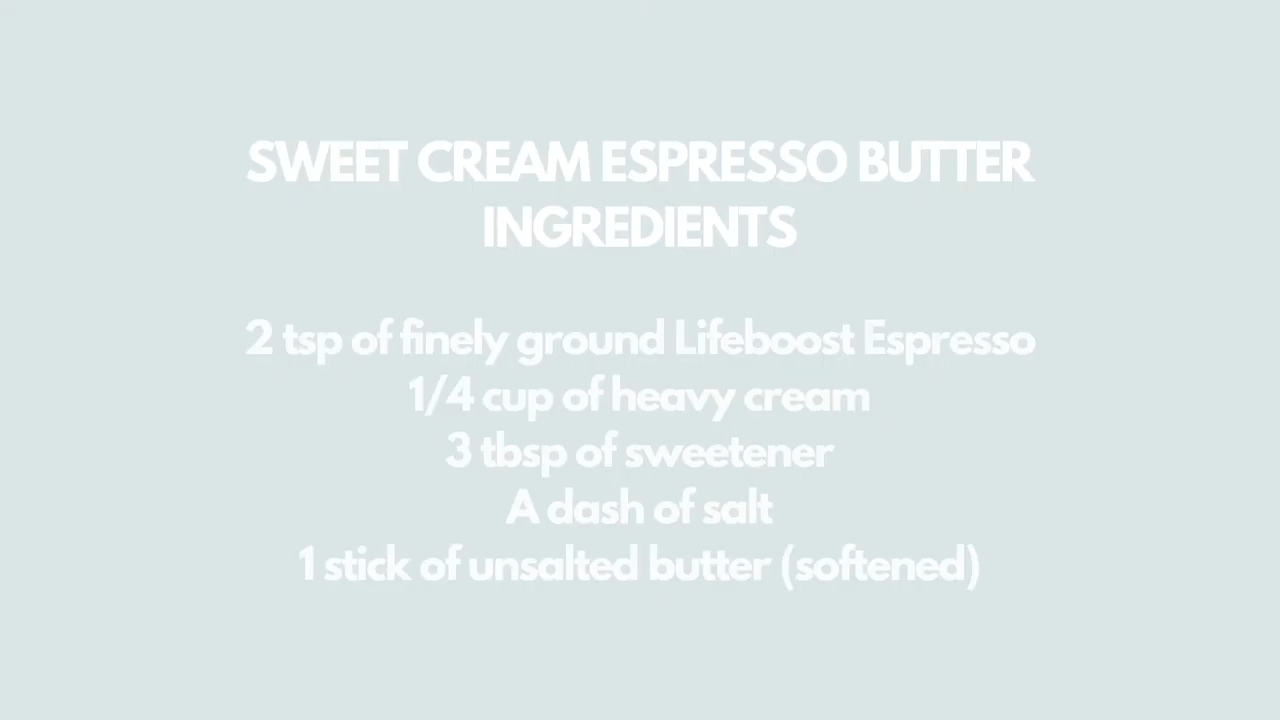 SWEET CREAM ESPRESSO BUTTER
INGREDIENTS
2 tsp of finely ground Lifeboost Espresso
1/4 cup of heavy cream
3 tbsp of sweetener
A dash of salt
1 stick of unsalted butter (softened)